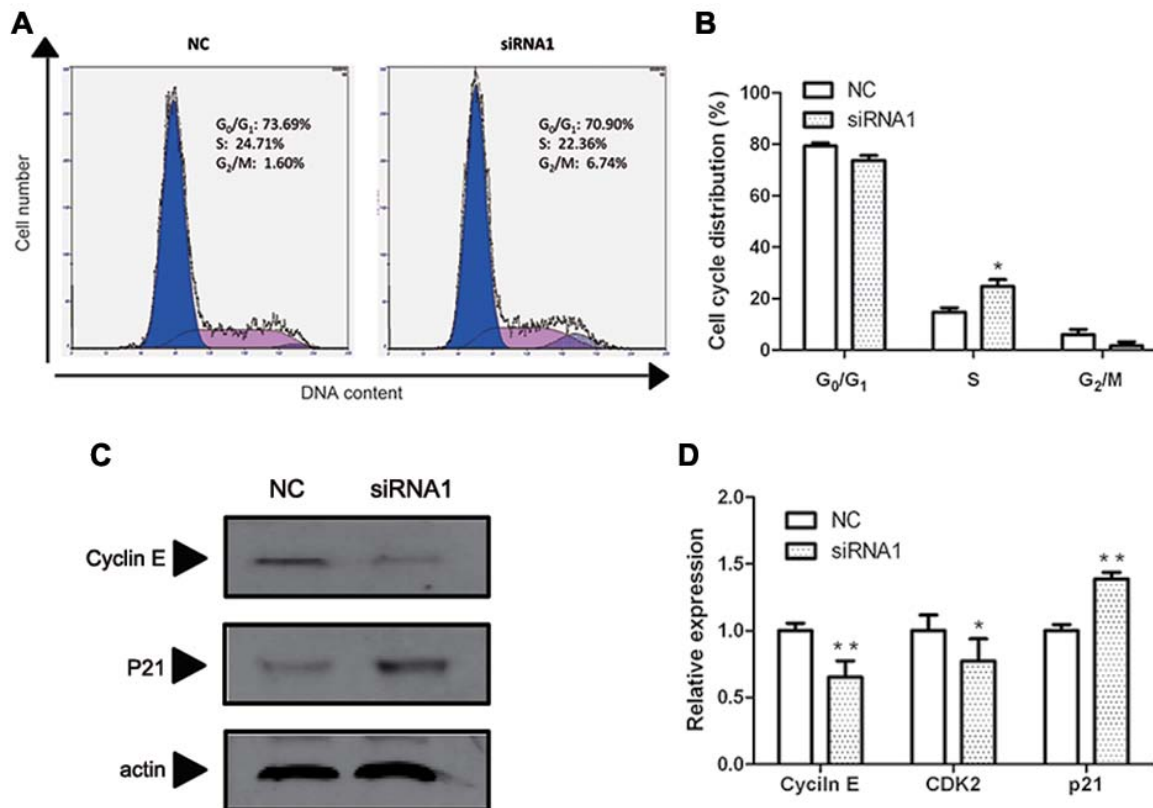 A
NC
siRNA1
Cell number
G₀/G₁: 73.69%
S: 24.71%
G₂/M: 1.60%
G₀/G₁: 70.90%
S: 22.36%
G₂/M: 6.74%
DNA content
B
Cell cycle distribution (%)
NC
siRNA1
100
80
60
40
20
0
*
G₀/G₁
S
G₂/M
C
NC
siRNA1
Cyclin E
P21
actin
D
Relative expression
NC
siRNA1
2.0
1.5
1.0
0.5
0.0
**
*
**
Cyciln E
CDK2
p21